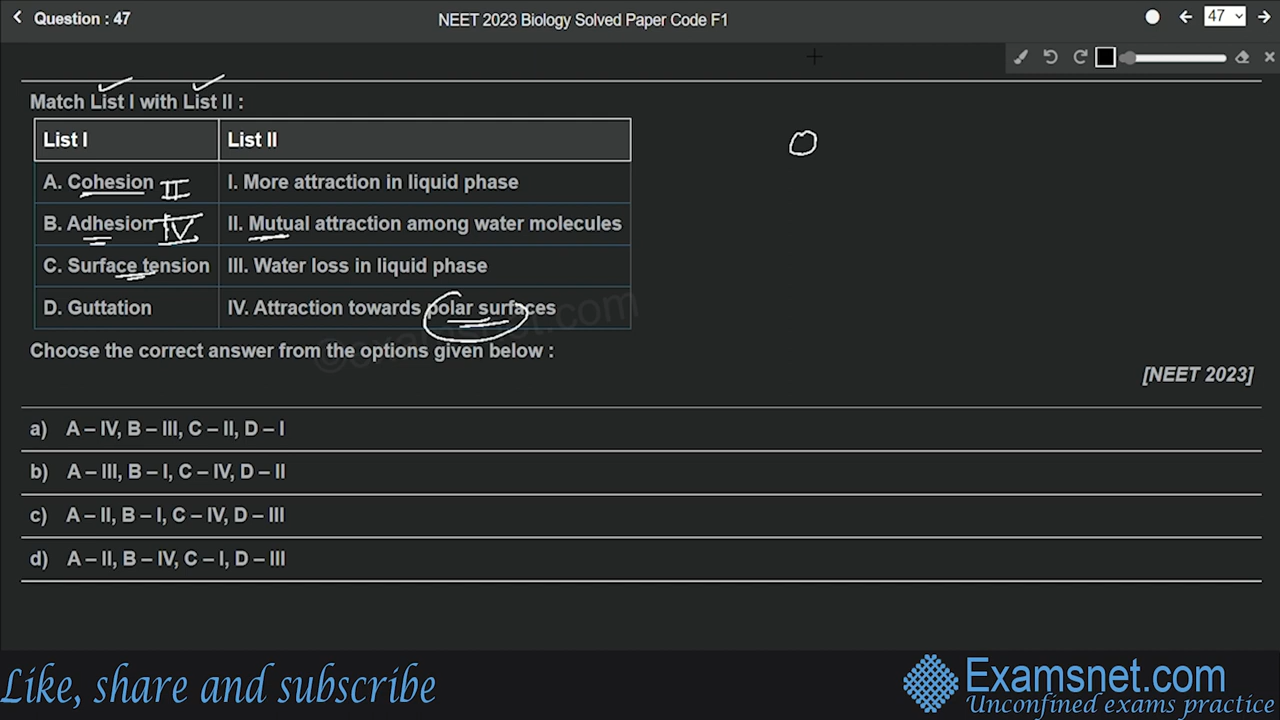 Question : 47
NEET 2023 Biology Solved Paper Code F1
47
Match List I with List II :
List I
List II
A. Cohesion II
I. More attraction in liquid phase
B. Adhesion IV
II. Mutual attraction among water molecules
C. Surface tension
III. Water loss in liquid phase
D. Guttation
IV. Attraction towards polar surfaces
©examsnet.com
Choose the correct answer from the options given below :
[NEET 2023]
a) A – IV, B – III, C – II, D – I
b) A – III, B – I, C – IV, D – II
c) A – II, B – I, C – IV, D – III
d) A – II, B – IV, C – I, D – III
Like, share and subscribe
Examsnet.com
Unconfined exams practice